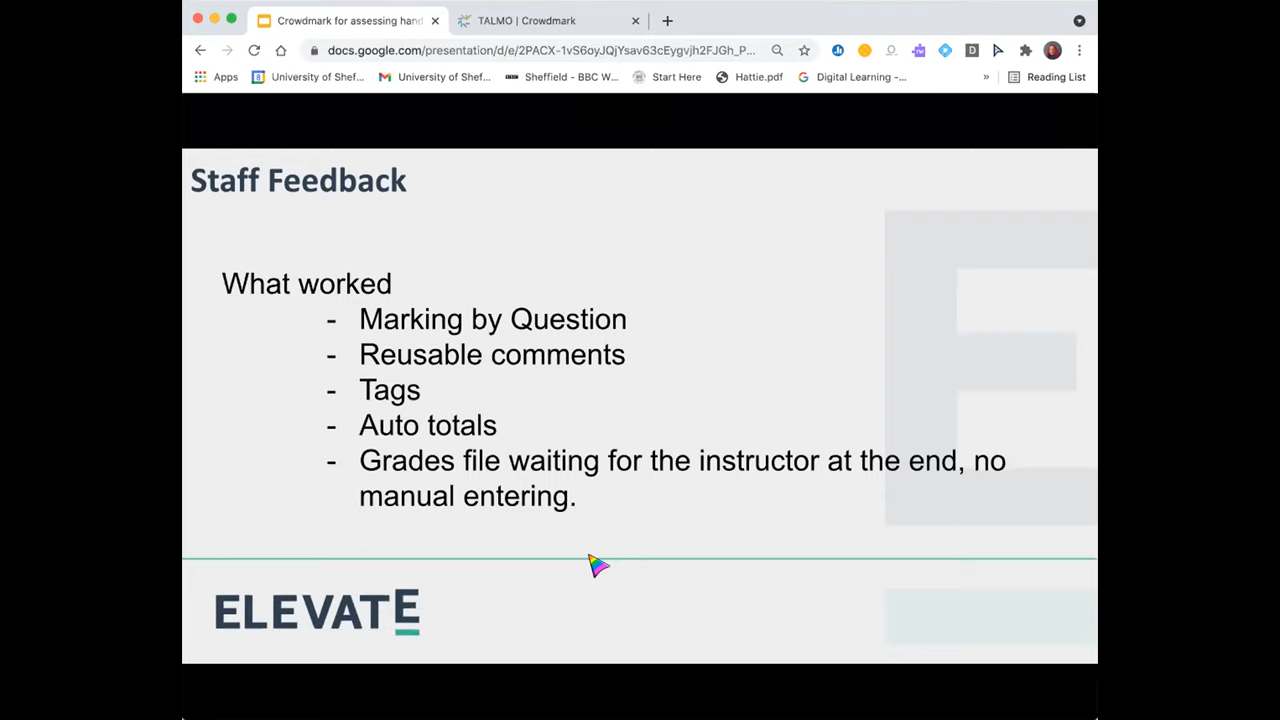 Crowdmark for assessing hand
TALMO | Crowdmark
docs.google.com/presentation/d/e/2PACX-1vS6oyJQjYsav63cEygvjh2FJGh_P...
Apps
University of Shef...
University of Shef...
Sheffield - BBC W...
Start Here
Hattie.pdf
Digital Learning -...
»
Reading List
Staff Feedback
What worked
- Marking by Question
- Reusable comments
- Tags
- Auto totals
- Grades file waiting for the instructor at the end, no
manual entering.
ELEVATE